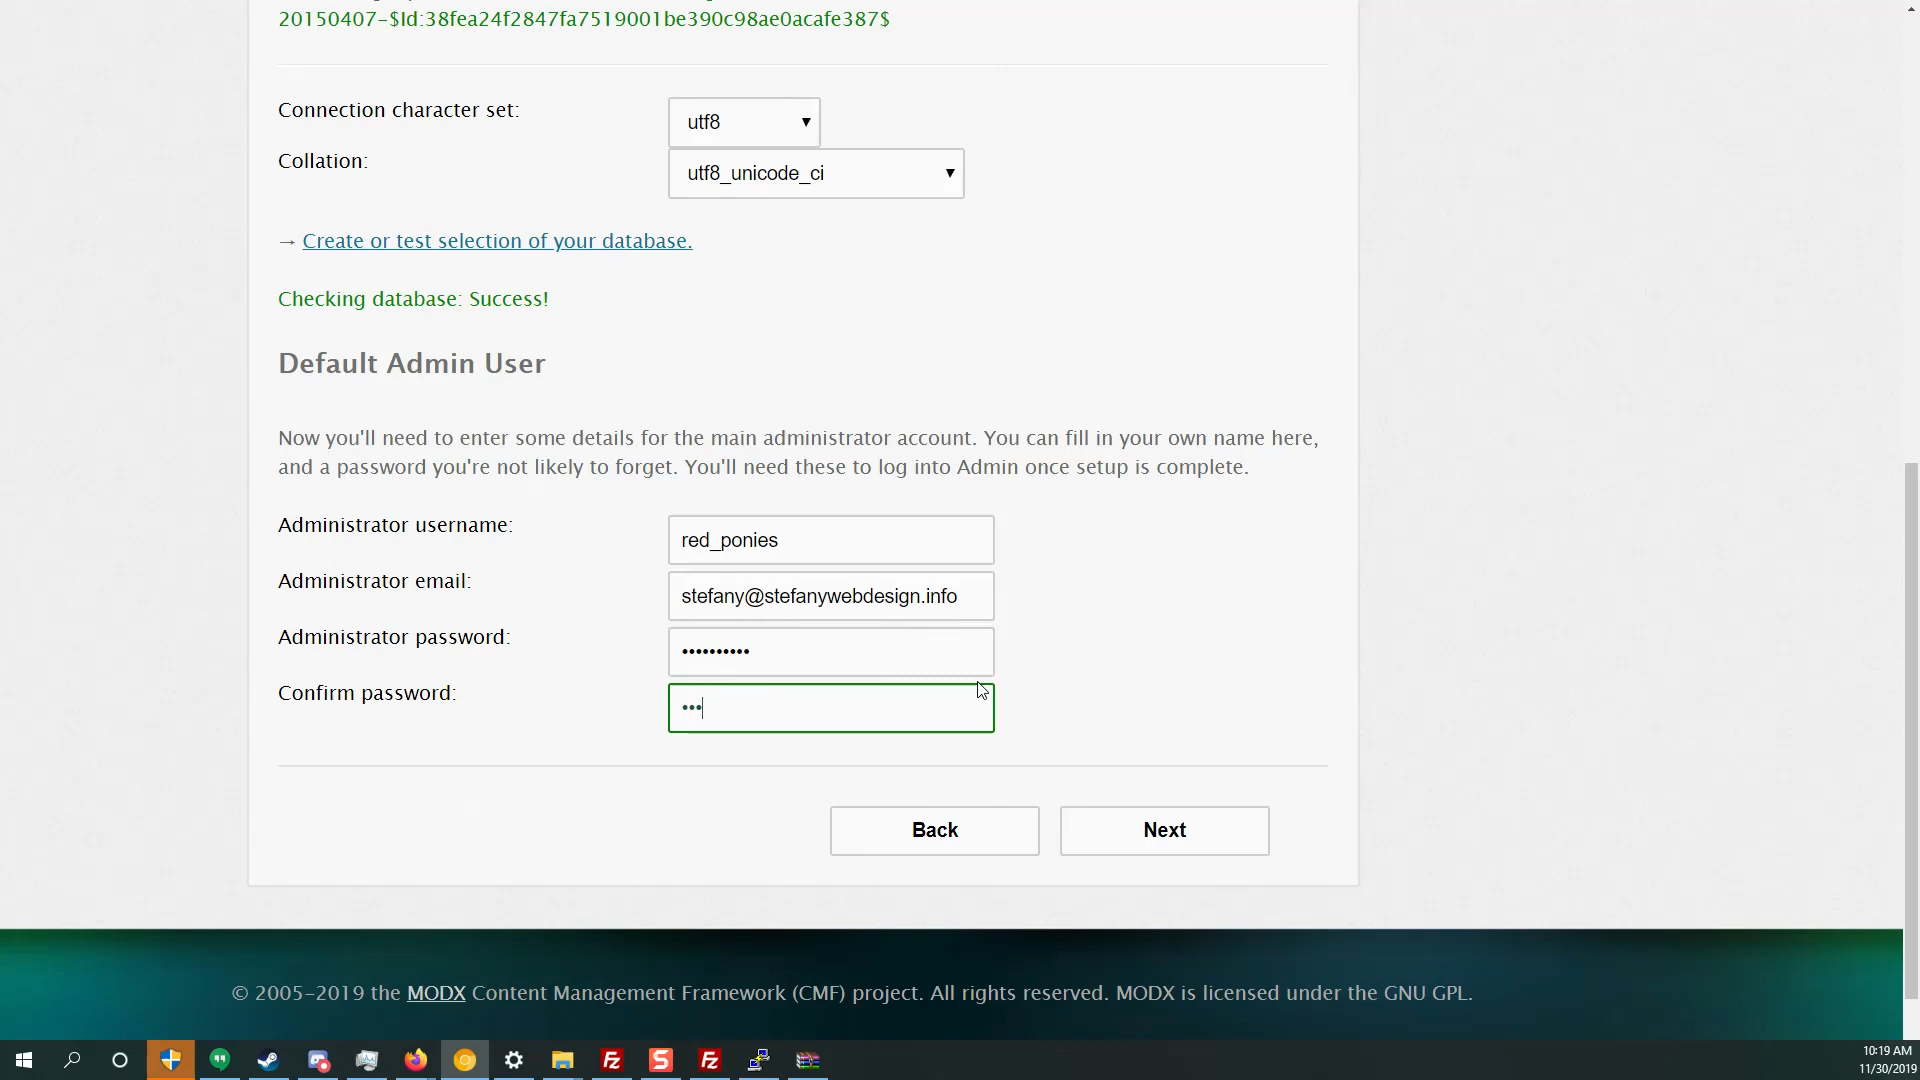 20150407-$Id:38fea24f2847fa7519001be390c98ae0acafe387$
Connection character set:
utf8
Collation:
utf8_unicode_ci
→ Create or test selection of your database.
Checking database: Success!
Default Admin User
Now you'll need to enter some details for the main administrator account. You can fill in your own name here,
and a password you're not likely to forget. You'll need these to log into Admin once setup is complete.
Administrator username:
red_ponies
Administrator email:
stefany@stefanywebdesign.info
Administrator password:
••••••••••
Confirm password:
•••
Back
Next
© 2005-2019 the MODX Content Management Framework (CMF) project. All rights reserved. MODX is licensed under the GNU GPL.
10:19 AM
11/30/2019